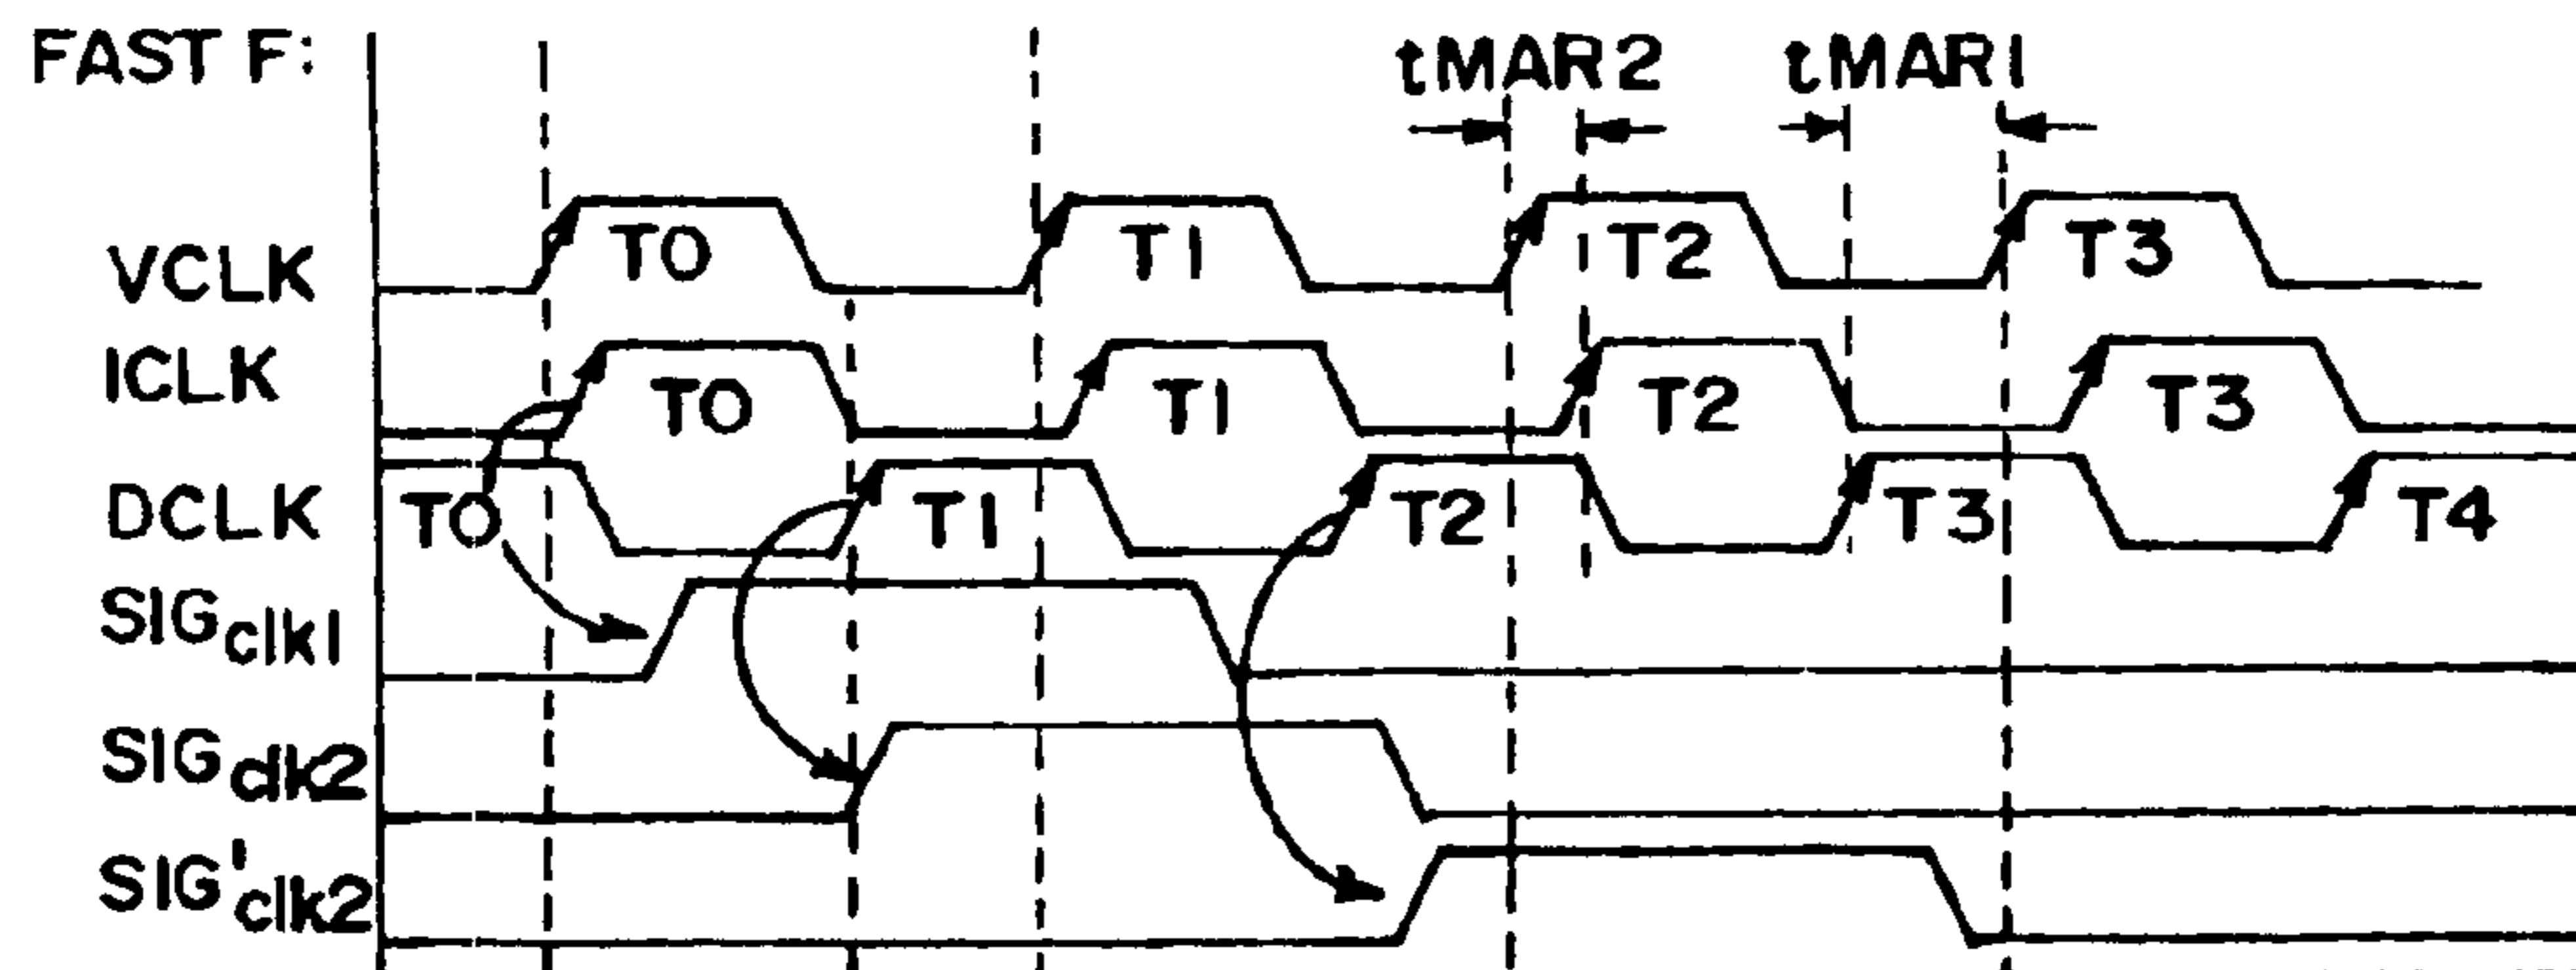 FAST F:
tMAR2 tMAR1
VCLK T0 T1 T2 T3
ICLK T0 T1 T2 T3
DCLK T0 T1 T2 T3 T4
SIGclk1
SIGclk2
SIG'clk2